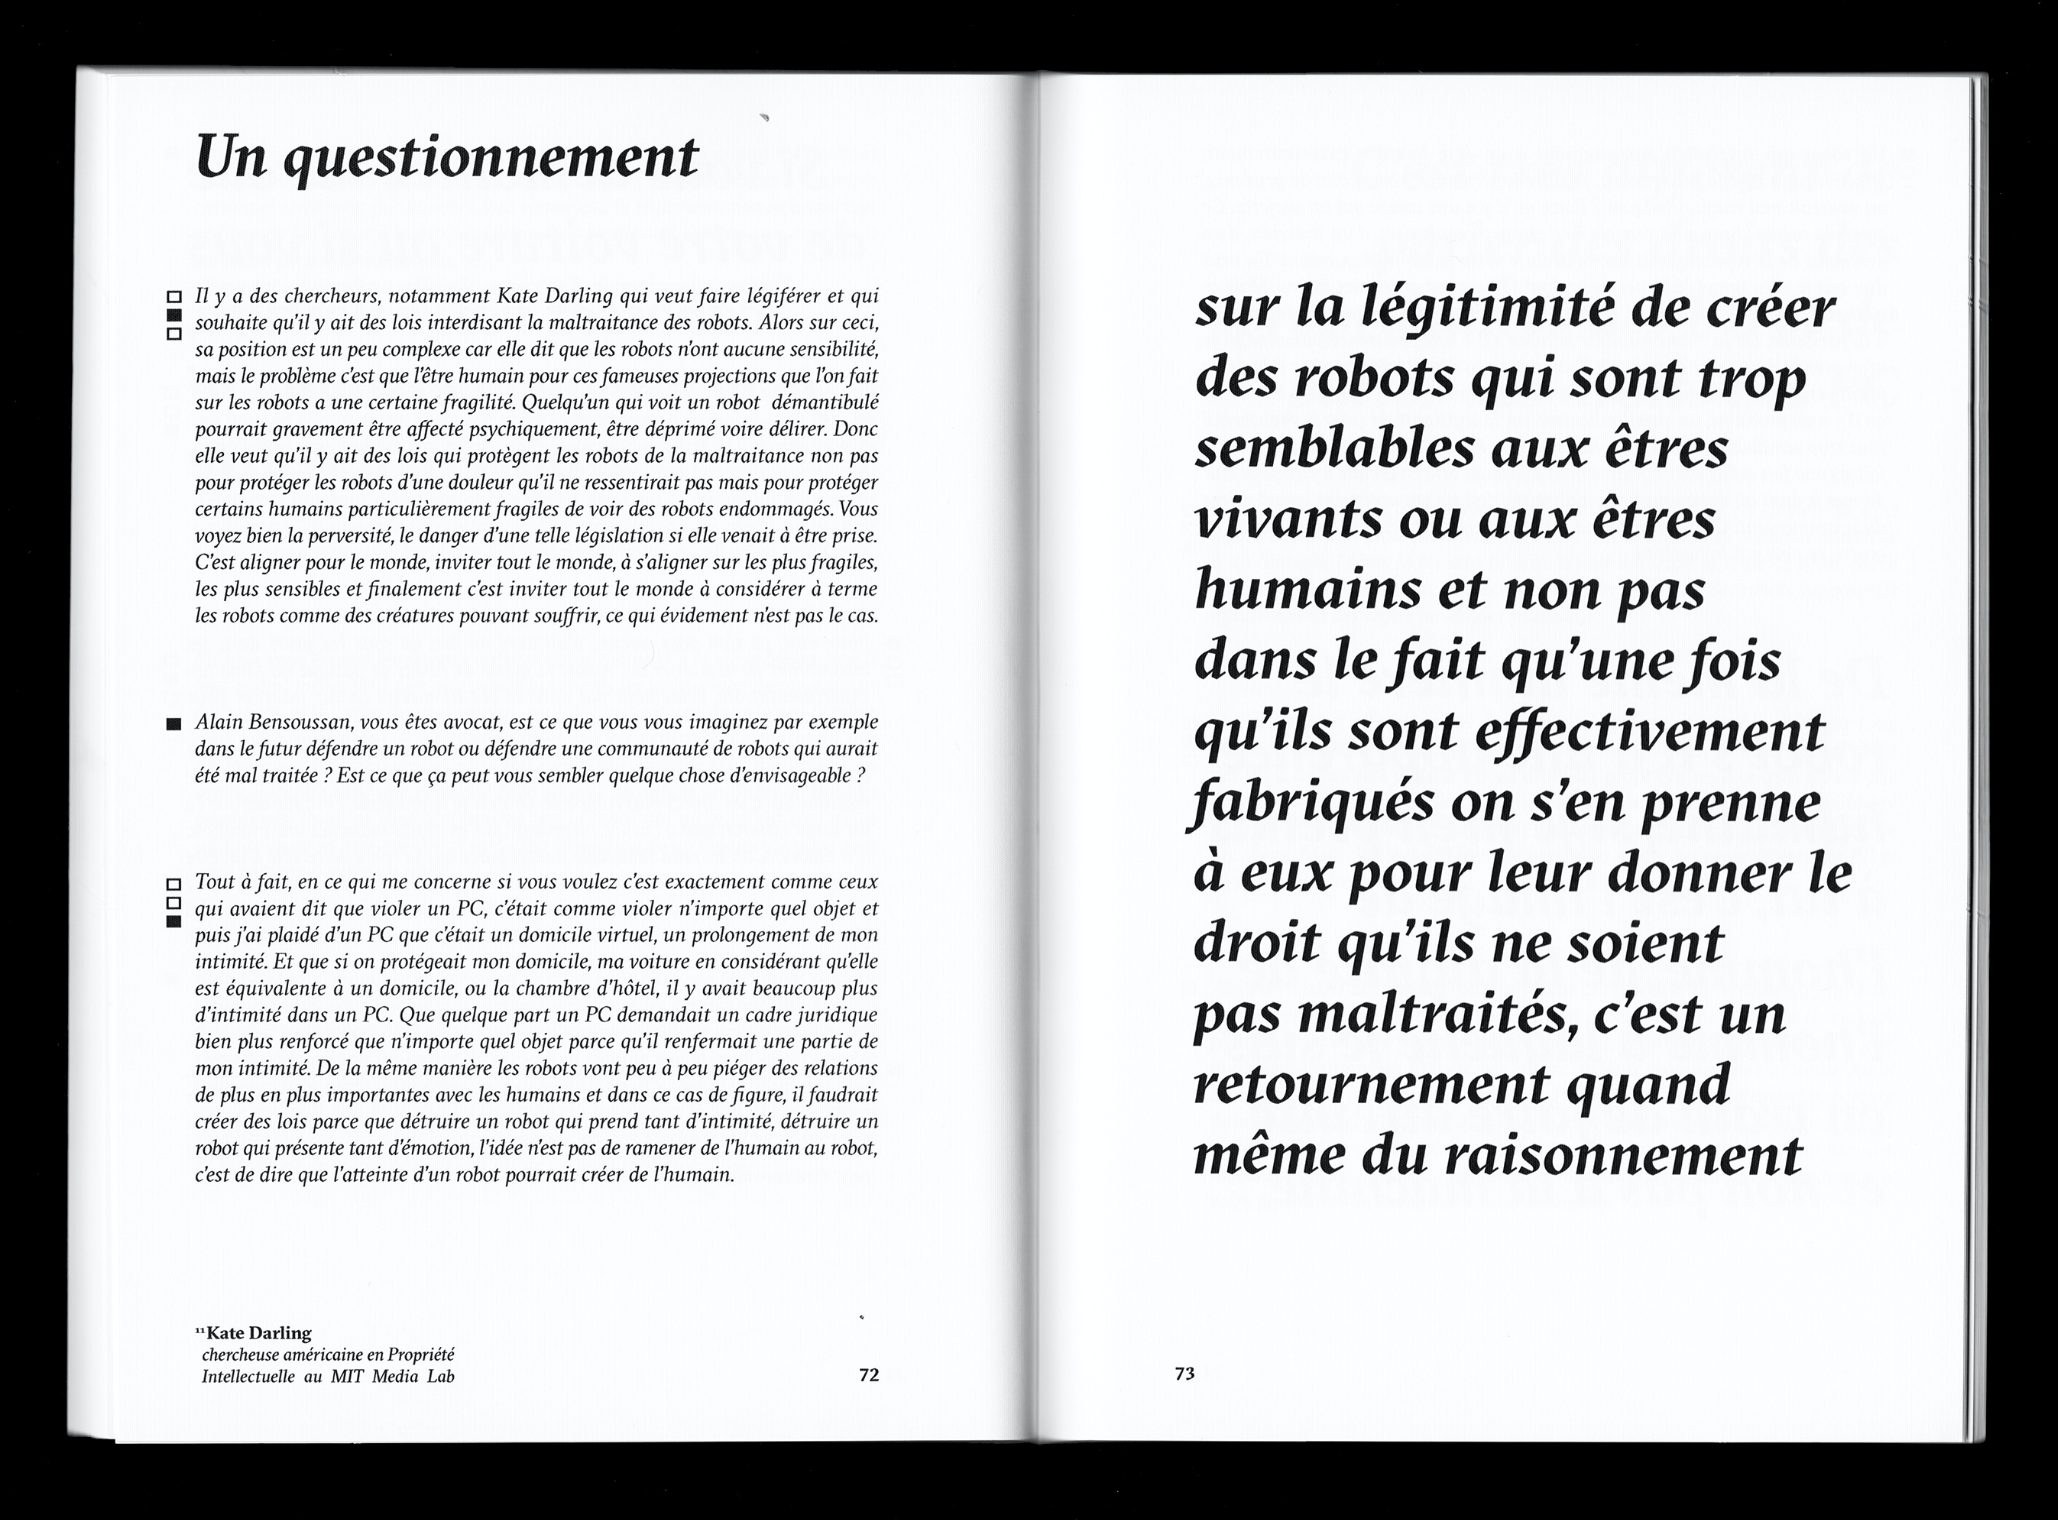 Un questionnement
Il y a des chercheurs, notamment Kate Darling qui veut faire légiférer et qui
souhaite qu'il y ait des lois interdisant la maltraitance des robots. Alors sur ceci,
sa position est un peu complexe car elle dit que les robots n'ont aucune sensibilité,
mais le problème c'est que l'être humain pour ces fameuses projections que l'on fait
sur les robots a une certaine fragilité. Quelqu'un qui voit un robot démantibulé
pourrait gravement être affecté psychiquement, être déprimé voire délirer. Donc
elle veut qu'il y ait des lois qui protègent les robots de la maltraitance non pas
pour protéger les robots d'une douleur qu'il ne ressentirait pas mais pour protéger
certains humains particulièrement fragiles de voir des robots endommagés. Vous
voyez bien la perversité, le danger d'une telle législation si elle venait à être prise.
C'est aligner pour le monde, inviter tout le monde, à s'aligner sur les plus fragiles,
les plus sensibles et finalement c'est inviter tout le monde à considérer à terme
les robots comme des créatures pouvant souffrir, ce qui évidement n'est pas le cas.
Alain Bensoussan, vous êtes avocat, est ce que vous vous imaginez par exemple
dans le futur défendre un robot ou défendre une communauté de robots qui aurait
été mal traitée ? Est ce que ça peut vous sembler quelque chose d'envisageable ?
Tout à fait, en ce qui me concerne si vous voulez c'est exactement comme ceux
qui avaient dit que violer un PC, c'était comme violer n'importe quel objet et
puis j'ai plaidé d'un PC que c'était un domicile virtuel, un prolongement de mon
intimité. Et que si on protégeait mon domicile, ma voiture en considérant qu'elle
est équivalente à un domicile, ou la chambre d'hôtel, il y avait beaucoup plus
d'intimité dans un PC. Que quelque part un PC demandait un cadre juridique
bien plus renforcé que n'importe quel objet parce qu'il renfermait une partie de
mon intimité. De la même manière les robots vont peu à peu piéger des relations
de plus en plus importantes avec les humains et dans ce cas de figure, il faudrait
créer des lois parce que détruire un robot qui prend tant d'intimité, détruire un
robot qui présente tant d'émotion, l'idée n'est pas de ramener de l'humain au robot,
c'est de dire que l'atteinte d'un robot pourrait créer de l'humain.
¹¹Kate Darling
chercheuse américaine en Propriété
Intellectuelle au MIT Media Lab
72
sur la légitimité de créer
des robots qui sont trop
semblables aux êtres
vivants ou aux êtres
humains et non pas
dans le fait qu'une fois
qu'ils sont effectivement
fabriqués on s'en prenne
à eux pour leur donner le
droit qu'ils ne soient
pas maltraités, c'est un
retournement quand
même du raisonnement
73